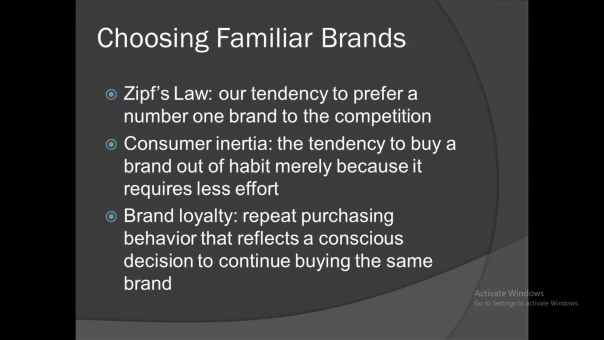 Choosing Familiar Brands
Zipf's Law: our tendency to prefer a
number one brand to the competition
Consumer inertia: the tendency to buy a
brand out of habit merely because it
requires less effort
Brand loyalty: repeat purchasing
behavior that reflects a conscious
decision to continue buying the same
brand
Activate Windows
Go to Settings to activate Windows.